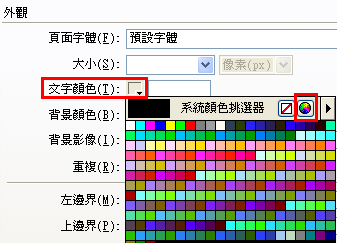 外觀
頁面字體(F): 預設字體
大小(S): 像素(px)
文字顏色(T):
系統顏色挑選器
背景顏色(B):
背景影像(I):
重複(R):
左邊界(M):
上邊界(P):